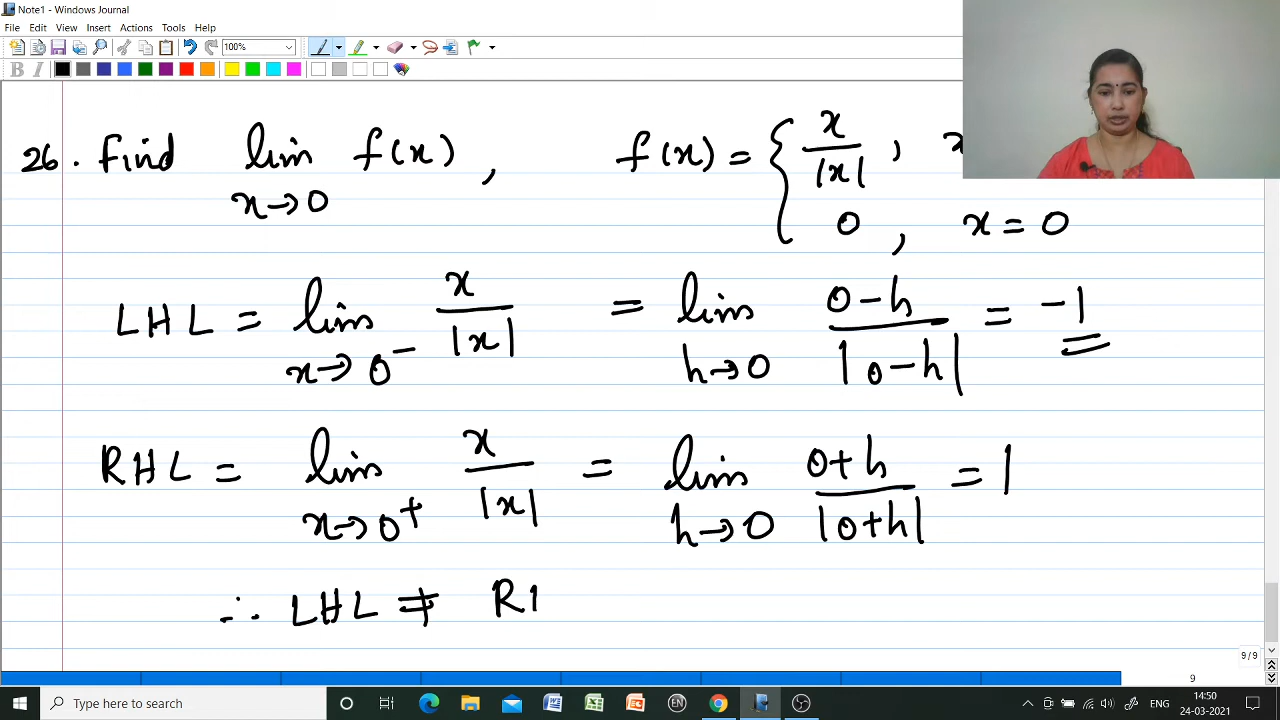 Note1 - Windows Journal
File Edit View Insert Actions Tools Help
100%
B I
26. Find lim x→0 f(x), f(x) = { x/|x| , x
0 , x = 0
LHL = lim x→0⁻ x/|x| = lim h→0 0-h/|0-h| = -1
RHL = lim x→0⁺ x/|x| = lim h→0 0+h/|0+h| = 1
∴ LHL ≠ R
9/9
9
Type here to search
EN
ENG
14:50
24-03-2021